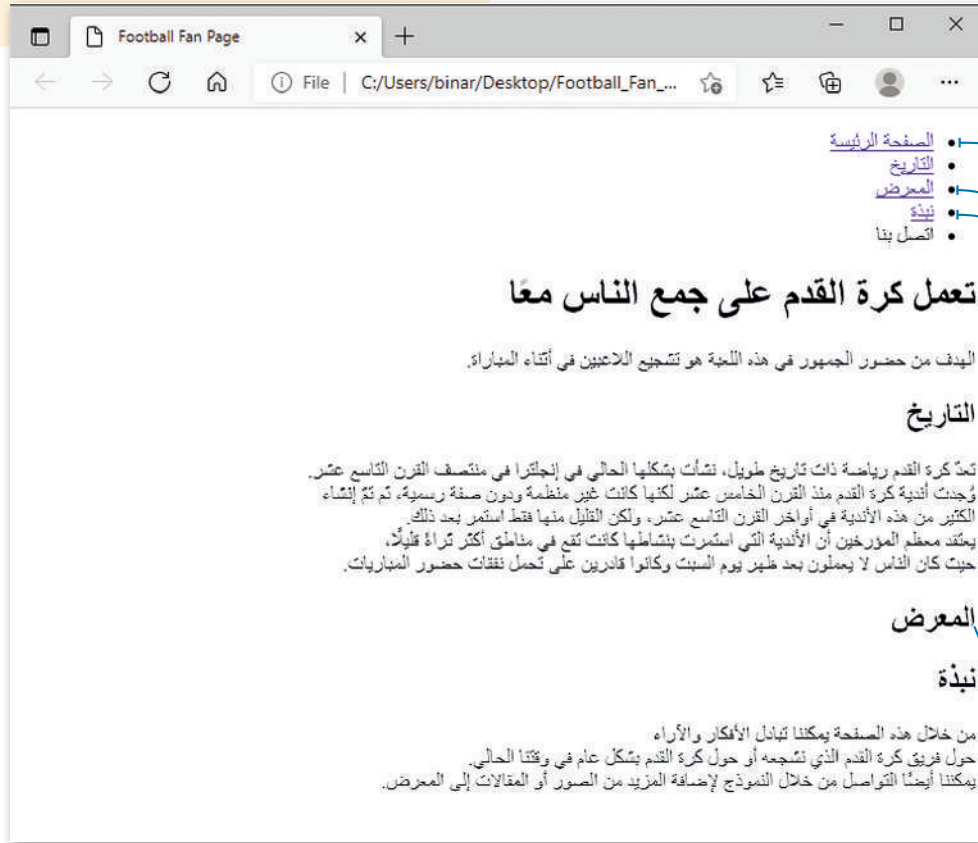 Football Fan Page
File | C:/Users/binar/Desktop/Football_Fan_...
الصفحة الرئيسة
التاريخ
المعرض
نبذة
اتصل بنا
تعمل كرة القدم على جمع الناس معًا
الهدف من حضور الجمهور في هذه اللعبة هو تشجيع اللاعبين في أثناء المباراة.
التاريخ
تعدّ كرة القدم رياضة ذات تاريخ طويل، نشأت بشكلها الحالي في إنجلترا في منتصف القرن التاسع عشر.
وُجدت أندية كرة القدم منذ القرن الخامس عشر لكنها كانت غير منظمة ودون صفة رسمية، ثم تمّ إنشاء
الكثير من هذه الأندية في أواخر القرن التاسع عشر، ولكن القليل منها فقط استمر بعد ذلك.
يعتقد معظم المؤرخين أن الأندية التي استمرت بنشاطها كانت تقع في مناطق أكثر ثراءً قليلًا،
حيث كان الناس لا يعملون بعد ظهر يوم السبت وكانوا قادرين على تحمل نفقات حضور المباريات.
المعرض
نبذة
من خلال هذه الصفحة يمكننا تبادل الأفكار والأراء
حول فريق كرة القدم الذي نشجعه أو حول كرة القدم بشكل عام في وقتنا الحالي.
يمكننا أيضًا التواصل من خلال النموذج لإضافة المزيد من الصور أو المقالات إلى المعرض.